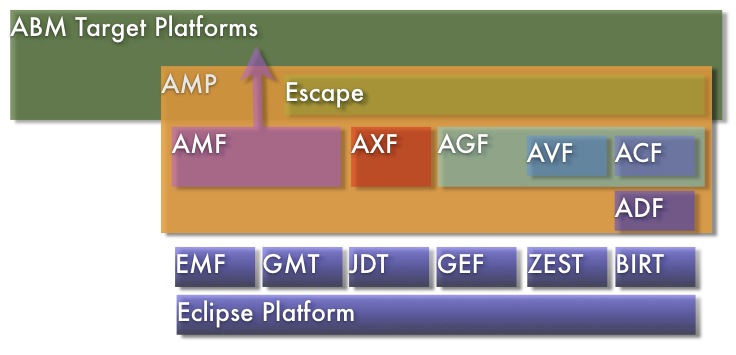 ABM Target Platforms
AMP
Escape
AMF
AXF
AGF
AVF
ACF
ADF
EMF
GMT
JDT
GEF
ZEST
BIRT
Eclipse Platform